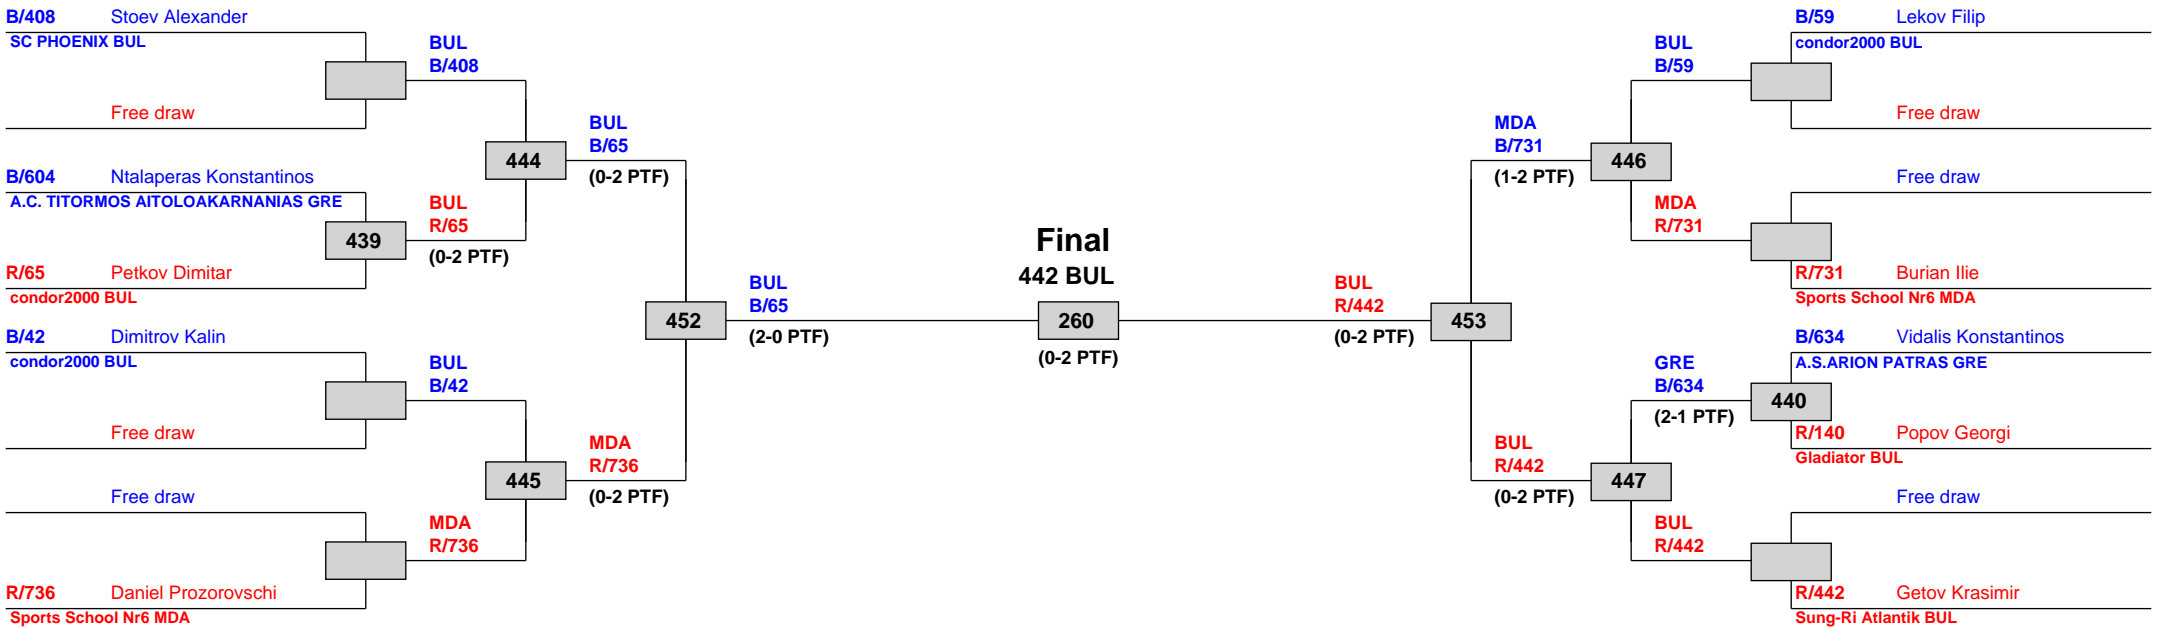 B/408 Stoev Alexander
SC PHOENIX BUL
Free draw
BUL
B/408
B/604 Ntalaperas Konstantinos
A.C. TITORMOS AITOLOAKARNANIAS GRE
439
R/65 Petkov Dimitar
condor2000 BUL
BUL
R/65
(0-2 PTF)
444
BUL
B/65
(0-2 PTF)
B/42 Dimitrov Kalin
condor2000 BUL
Free draw
BUL
B/42
Free draw
R/736 Daniel Prozorovschi
Sports School Nr6 MDA
MDA
R/736
445
MDA
R/736
(0-2 PTF)
452
BUL
B/65
(2-0 PTF)
Final
442 BUL
260
(0-2 PTF)
BUL
R/442
(0-2 PTF)
453
MDA
B/731
(1-2 PTF)
446
BUL
B/59
B/59 Lekov Filip
condor2000 BUL
Free draw
Free draw
MDA
R/731
R/731 Burian Ilie
Sports School Nr6 MDA
BUL
R/442
(0-2 PTF)
447
GRE
B/634
(2-1 PTF)
B/634 Vidalis Konstantinos
A.S.ARION PATRAS GRE
440
R/140 Popov Georgi
Gladiator BUL
Free draw
BUL
R/442
R/442 Getov Krasimir
Sung-Ri Atlantik BUL